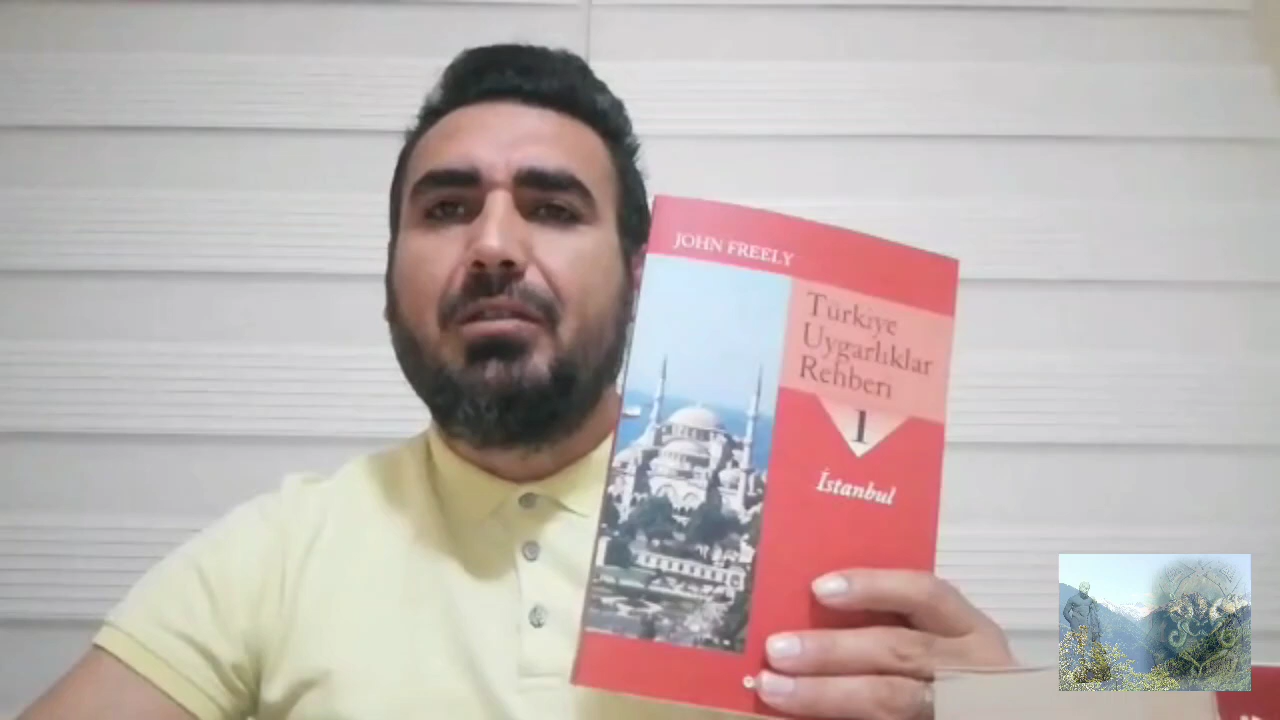 JOHN FREELY
Türkiye
Uygarlıklar
Rehberi
1
İstanbul